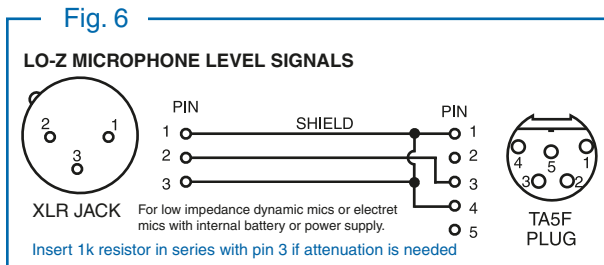 Fig. 6
LO-Z MICROPHONE LEVEL SIGNALS
PIN
SHIELD
PIN
1
2
3
1
2
3
4
5
2
1
3
XLR JACK
For low impedance dynamic mics or electret
mics with internal battery or power supply.
4
5
1
3
2
TA5F
PLUG
Insert 1k resistor in series with pin 3 if attenuation is needed